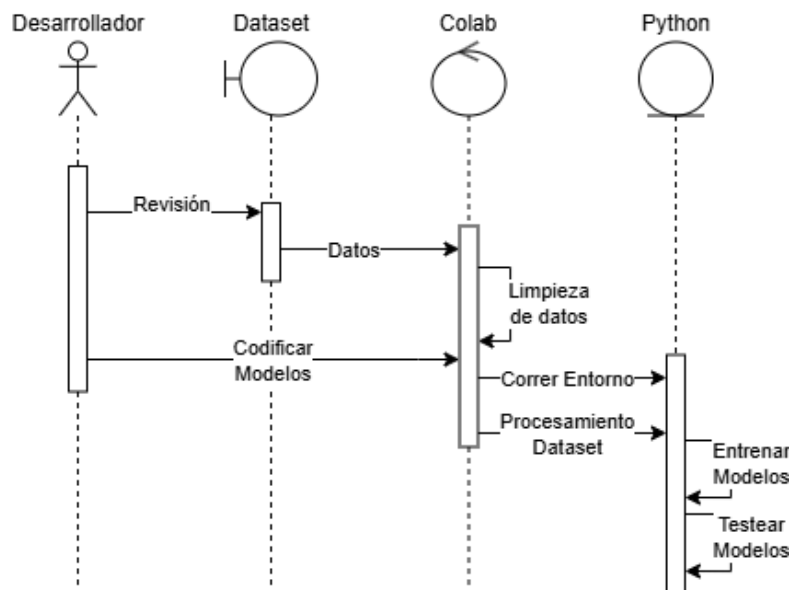 Desarrollador
Dataset
Colab
Python
Revisión
Datos
Limpieza
de datos
Codificar
Modelos
Correr Entorno
Procesamiento
Dataset
Entrenar
Modelos
Testear
Modelos